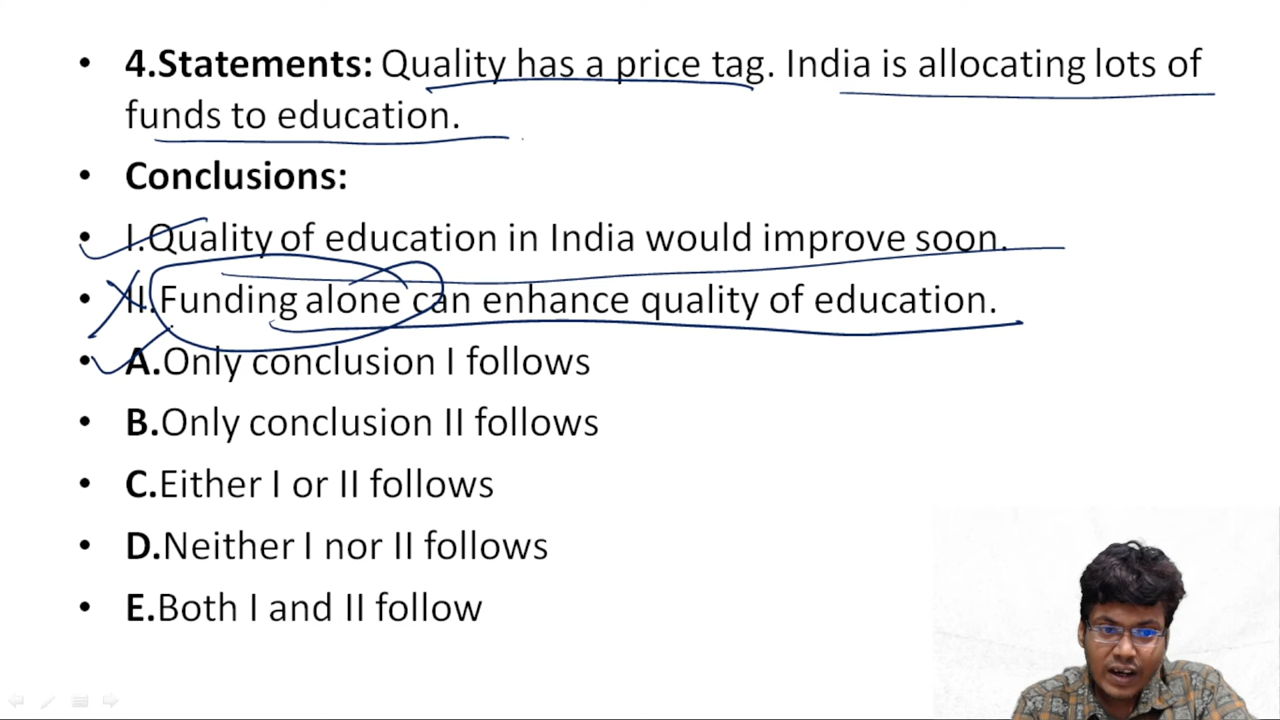 • 4.Statements: Quality has a price tag. India is allocating lots of
funds to education.
• Conclusions:
• I.Quality of education in India would improve soon.
• II.Funding alone can enhance quality of education.
• A.Only conclusion I follows
• B.Only conclusion II follows
• C.Either I or II follows
• D.Neither I nor II follows
• E.Both I and II follow